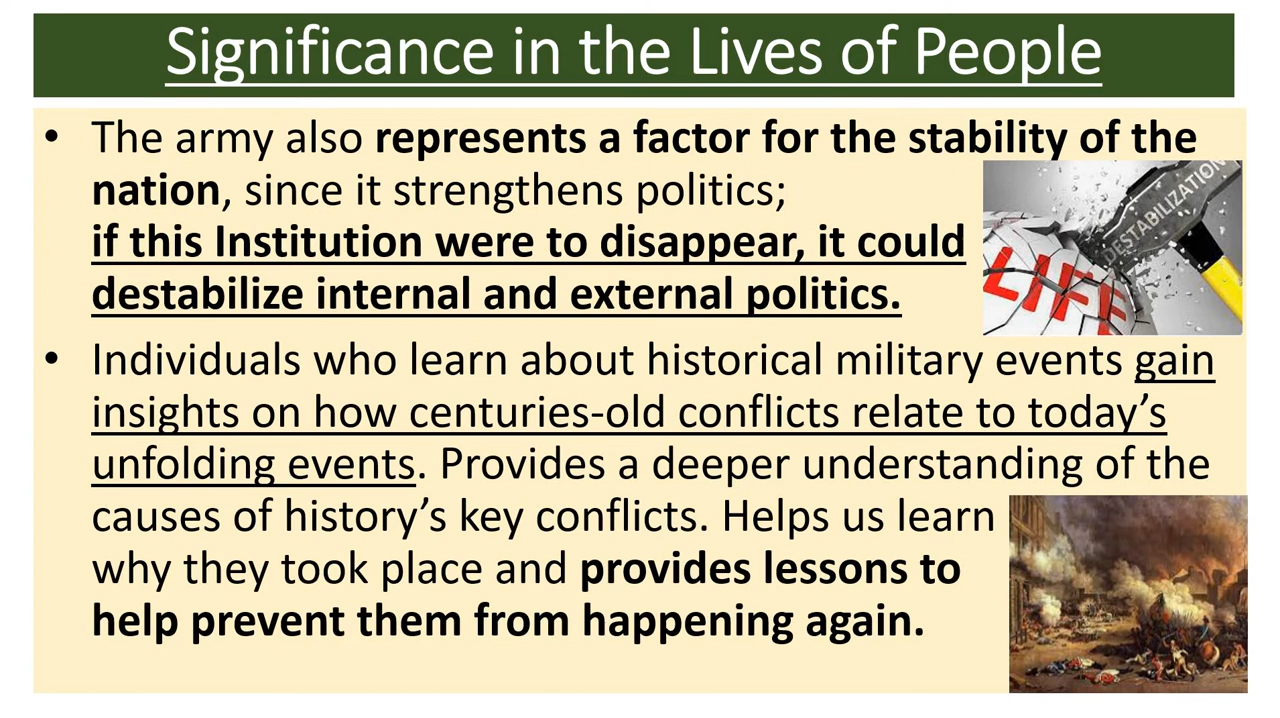 Significance in the Lives of People
• The army also represents a factor for the stability of the
nation, since it strengthens politics;
if this Institution were to disappear, it could
destabilize internal and external politics.
DESTABILIZATION
LIFE
• Individuals who learn about historical military events gain
insights on how centuries-old conflicts relate to today’s
unfolding events. Provides a deeper understanding of the
causes of history’s key conflicts. Helps us learn
why they took place and provides lessons to
help prevent them from happening again.